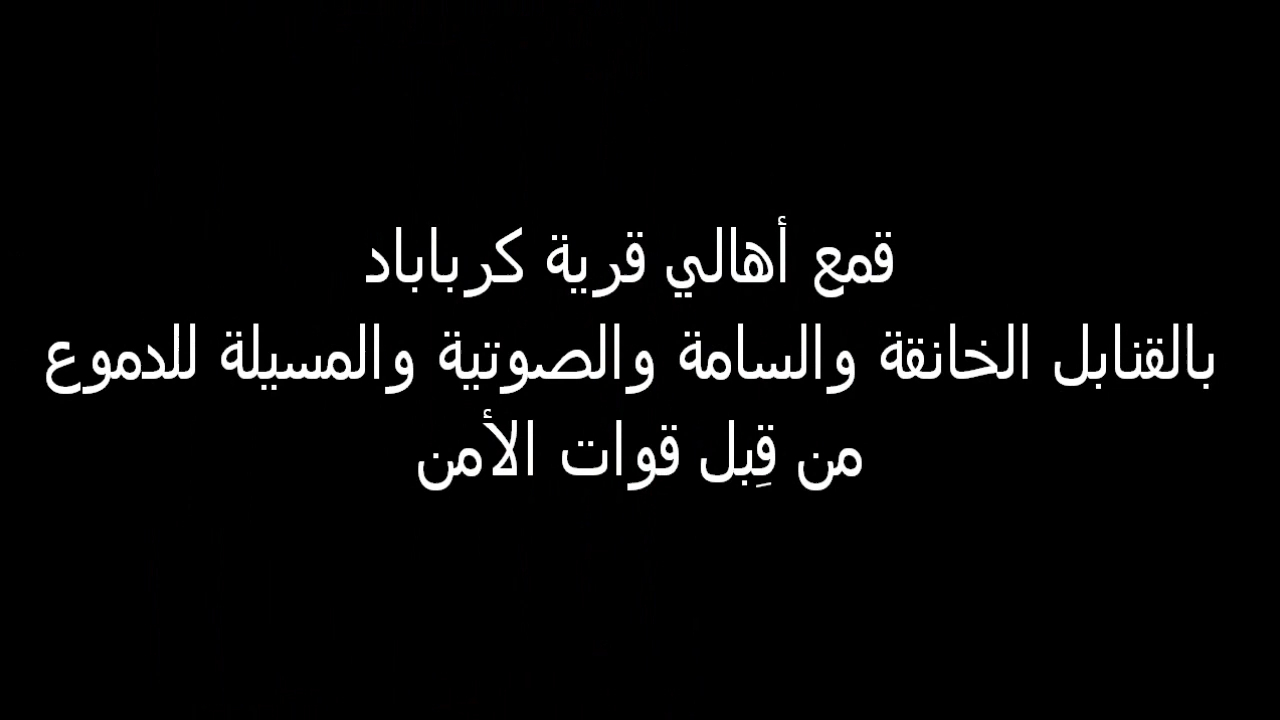 قمع أهالي قرية كرباباد
بالقنابل الخانقة والسامة والصوتية والمسيلة للدموع
من قِبل قوات الأمن